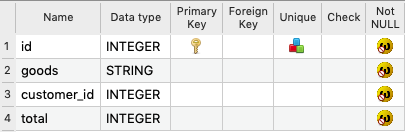 Name Data type Primary Key Foreign Key Unique Check Not NULL
1 id INTEGER
2 goods STRING
3 customer_id INTEGER
4 total INTEGER